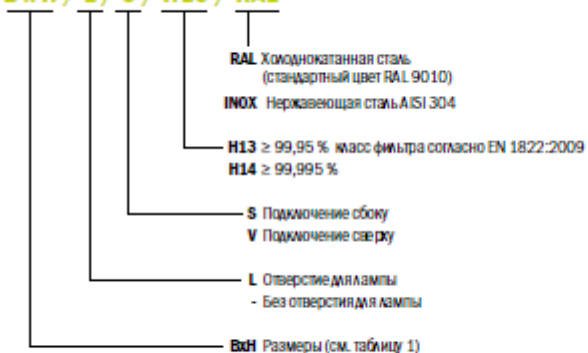 RAL Холоднокатанная сталь
(стандартный цвет RAL 9010)
INOX Нержавеющая сталь AISI 304
H13 ≥ 99,95 % класс фильтра согласно EN 1822:2009
H14 ≥ 99,995 %
S Подключение сбоку
V Подключение сверху
L Отверстие для лампы
- Без отверстия для лампы
BxH Размеры (см. таблицу 1)